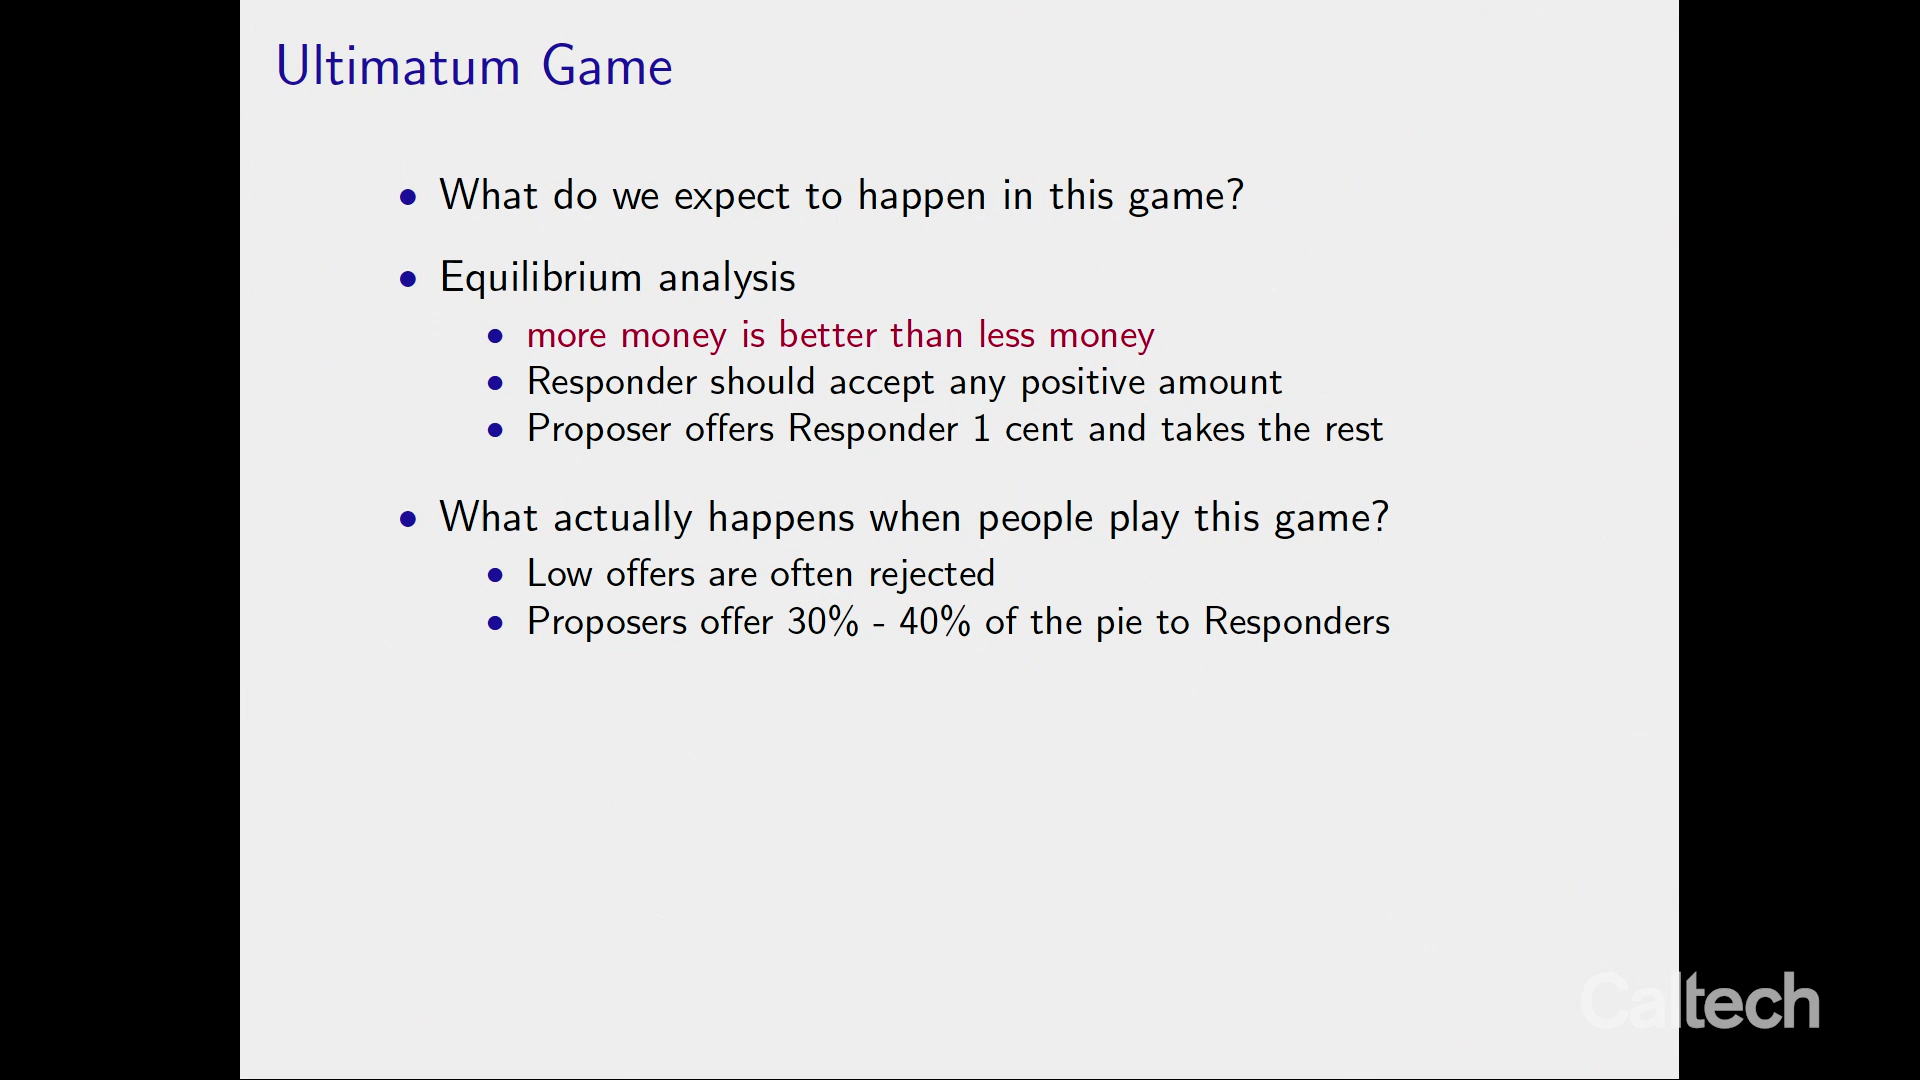 Ultimatum Game
• What do we expect to happen in this game?
• Equilibrium analysis
• more money is better than less money
• Responder should accept any positive amount
• Proposer offers Responder 1 cent and takes the rest
• What actually happens when people play this game?
• Low offers are often rejected
• Proposers offer 30% - 40% of the pie to Responders
Caltech